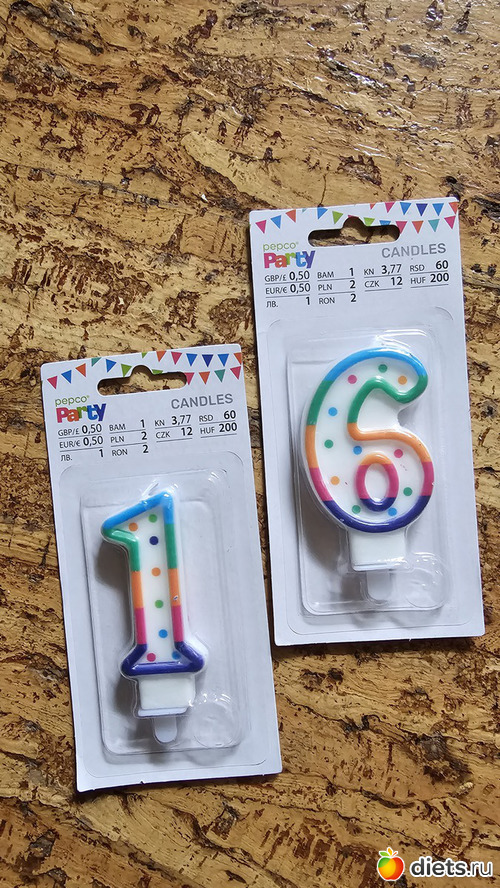 pepco®
Party
CANDLES
GBP/£ 0,50 BAM 1 KN 3,77 RSD 60
EUR/€ 0,50 PLN 2 CZK 12 HUF 200
ЛВ. 1 RON 2
6
pepco®
Party
CANDLES
GBP/£ 0,50 BAM 1 KN 3,77 RSD 60
EUR/€ 0,50 PLN 2 CZK 12 HUF 200
ЛВ. 1 RON 2
1
diets.ru